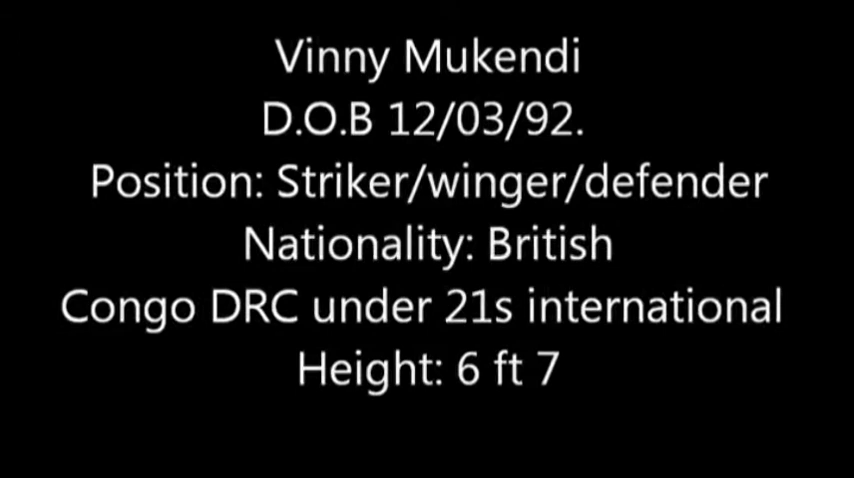 Vinny Mukendi
D.O.B 12/03/92.
Position: Striker/winger/defender
Nationality: British
Congo DRC under 21s international
Height: 6 ft 7